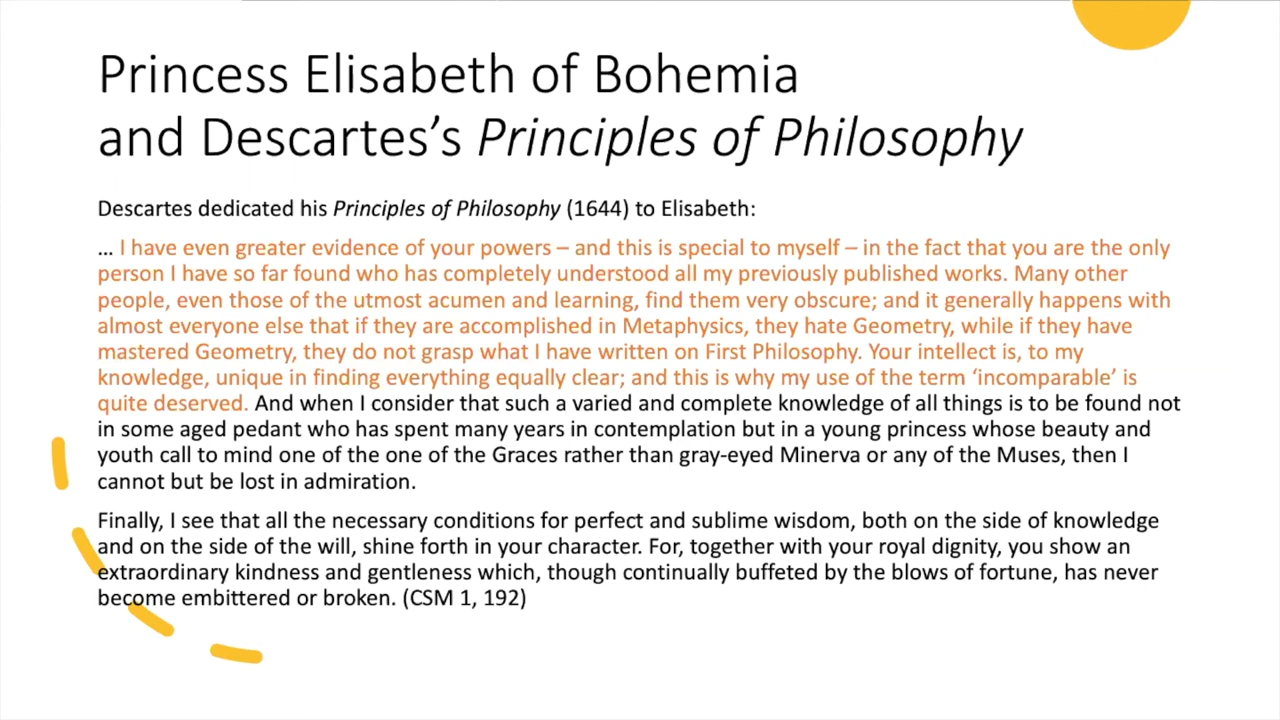 Princess Elisabeth of Bohemia
and Descartes’s Principles of Philosophy
Descartes dedicated his Principles of Philosophy (1644) to Elisabeth:
… I have even greater evidence of your powers – and this is special to myself – in the fact that you are the only
person I have so far found who has completely understood all my previously published works. Many other
people, even those of the utmost acumen and learning, find them very obscure; and it generally happens with
almost everyone else that if they are accomplished in Metaphysics, they hate Geometry, while if they have
mastered Geometry, they do not grasp what I have written on First Philosophy. Your intellect is, to my
knowledge, unique in finding everything equally clear; and this is why my use of the term ‘incomparable’ is
quite deserved. And when I consider that such a varied and complete knowledge of all things is to be found not
in some aged pedant who has spent many years in contemplation but in a young princess whose beauty and
youth call to mind one of the one of the Graces rather than gray-eyed Minerva or any of the Muses, then I
cannot but be lost in admiration.
Finally, I see that all the necessary conditions for perfect and sublime wisdom, both on the side of knowledge
and on the side of the will, shine forth in your character. For, together with your royal dignity, you show an
extraordinary kindness and gentleness which, though continually buffeted by the blows of fortune, has never
become embittered or broken. (CSM 1, 192)